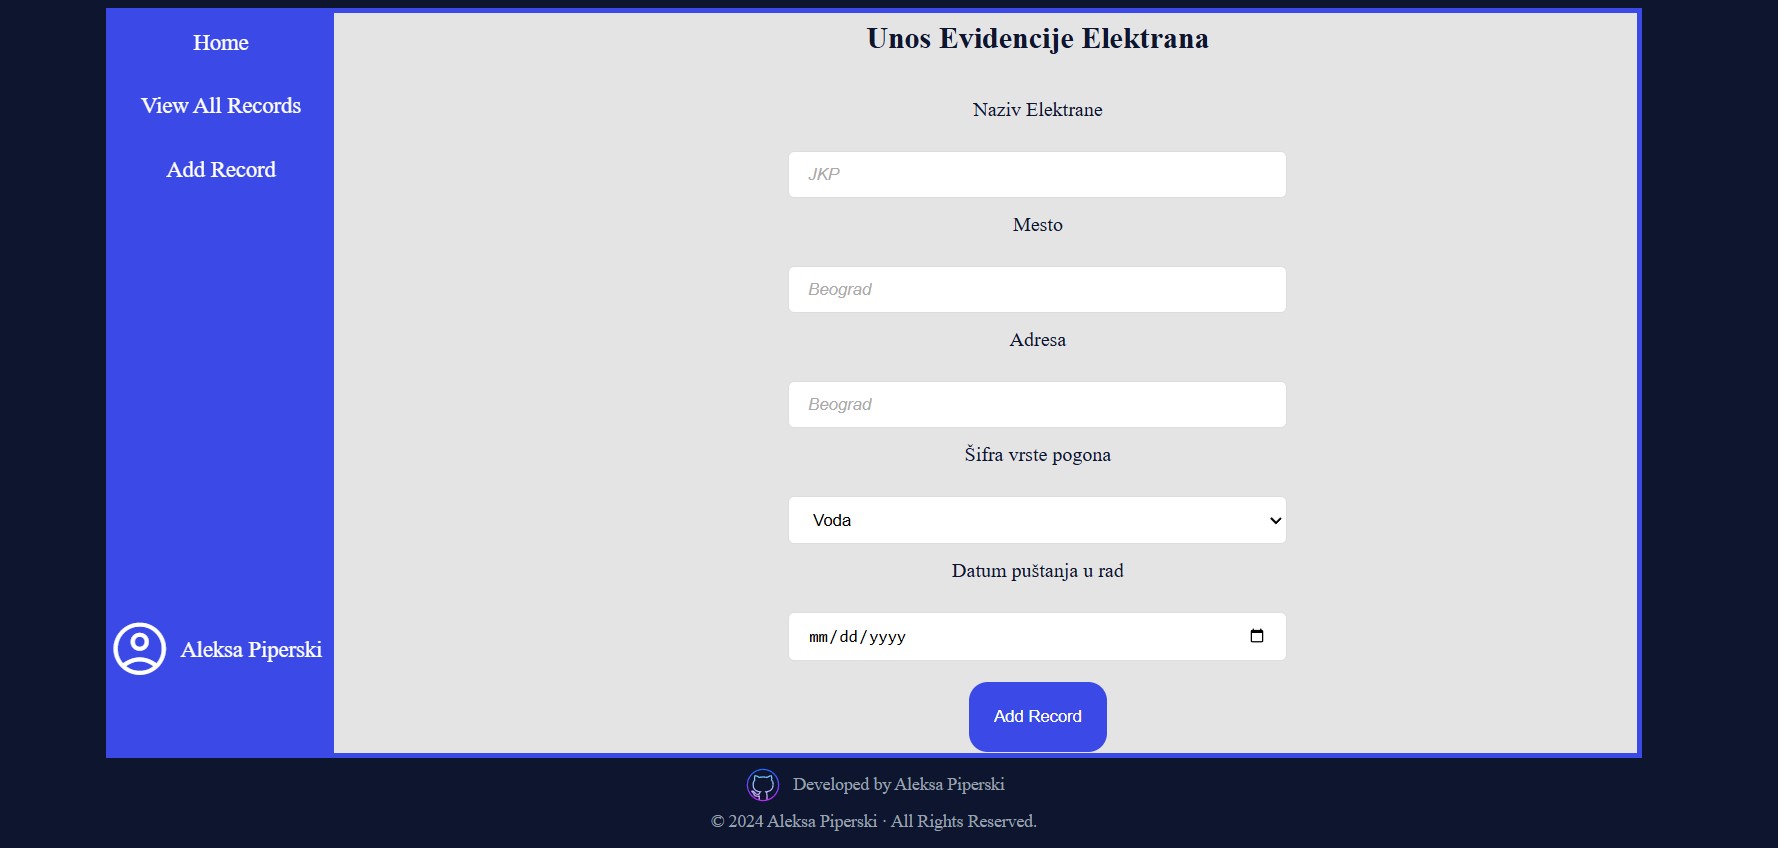 Home
View All Records
Add Record
Aleksa Piperski
Unos Evidencije Elektrana
Naziv Elektrane
JKP
Mesto
Beograd
Adresa
Beograd
Šifra vrste pogona
Voda
Datum puštanja u rad
mm/dd/yyyy
Add Record
Developed by Aleksa Piperski
© 2024 Aleksa Piperski · All Rights Reserved.